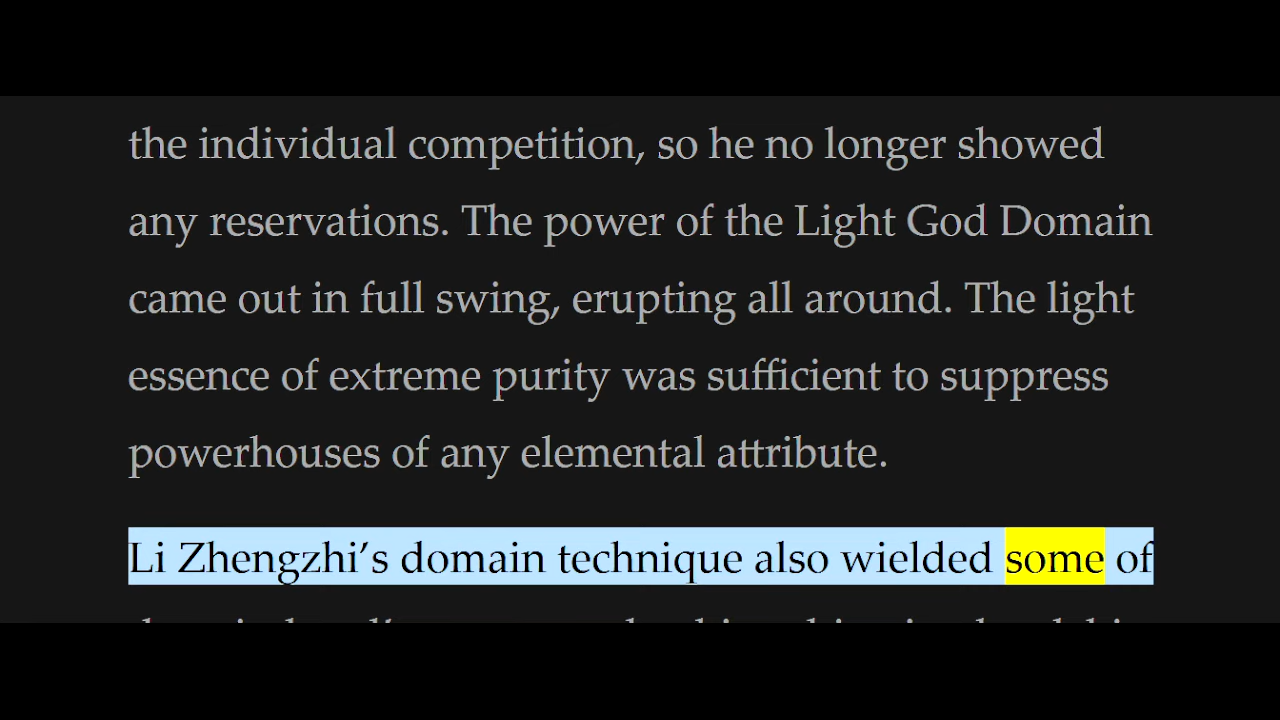 the individual competition, so he no longer showed
any reservations. The power of the Light God Domain
came out in full swing, erupting all around. The light
essence of extreme purity was sufficient to suppress
powerhouses of any elemental attribute.
Li Zhengzhi’s domain technique also wielded some of